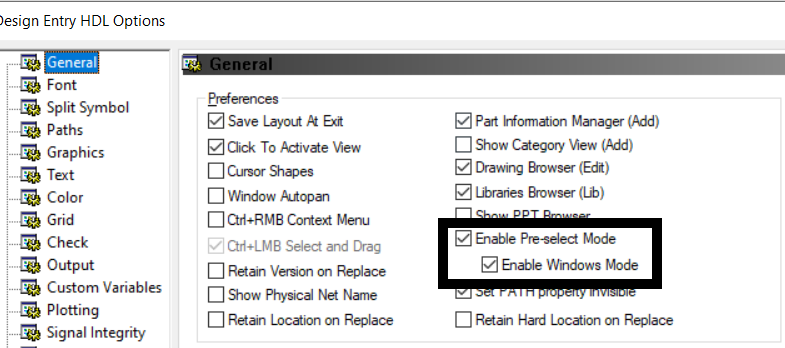 Design Entry HDL Options
General
Font
Split Symbol
Paths
Graphics
Text
Color
Grid
Check
Output
Custom Variables
Plotting
Signal Integrity
General
Preferences
Save Layout At Exit
Click To Activate View
Cursor Shapes
Window Autopan
Ctrl+RMB Context Menu
Ctrl+LMB Select and Drag
Retain Version on Replace
Show Physical Net Name
Retain Location on Replace
Part Information Manager (Add)
Show Category View (Add)
Drawing Browser (Edit)
Libraries Browser (Lib)
Show PPT Browser
Enable Pre-select Mode
Enable Windows Mode
Set PATH property invisible
Retain Hard Location on Replace